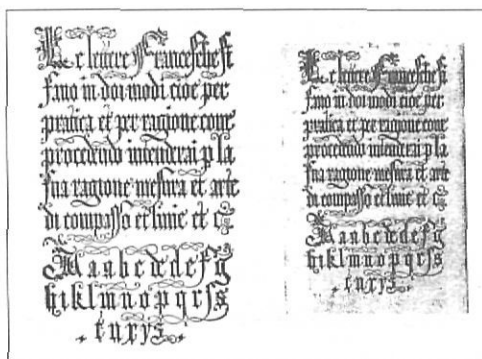 Le lettere Franceſche ſi
fano in doi modi cioe per
pratica et per ragione come
procedendo intenderai p la
ſua ragione meſura et arte
di compaſſo et linie et c
A a a b c d d e f g
h i k l m n o p q r ſ s
t u x y z
Le lettere Franceſche ſi
fano in doi modi cioe per
pratica et per ragione come
procedendo intenderai p la
ſua ragione meſura et arte
di compaſſo et linie et c
A a a b c d d e f g
h i k l m n o p q r ſ s
t u x y z